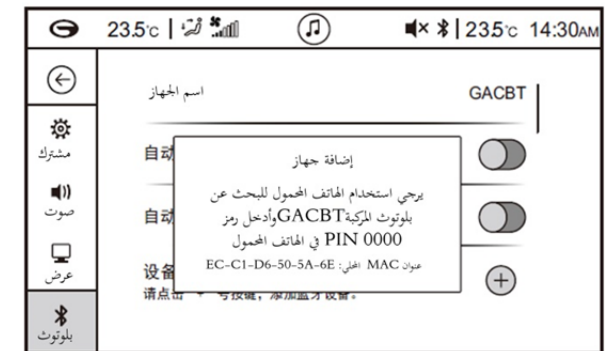 23.5°C
23.5°C 14:30AM
اسم الجهاز
GACBT
مشترك
صوت
عرض
بلوتوث
自动
自动
设备
请点击 + 号按键，添加蓝牙设备。
إضافة جهاز
يرجي استخدام الهاتف المحمول للبحث عن
بلوتوث المركبةGACBTوأدخل رمز
PIN 0000 في الهاتف المحمول
عنوان MAC المحلي: EC-C1-D6-50-5A-6E